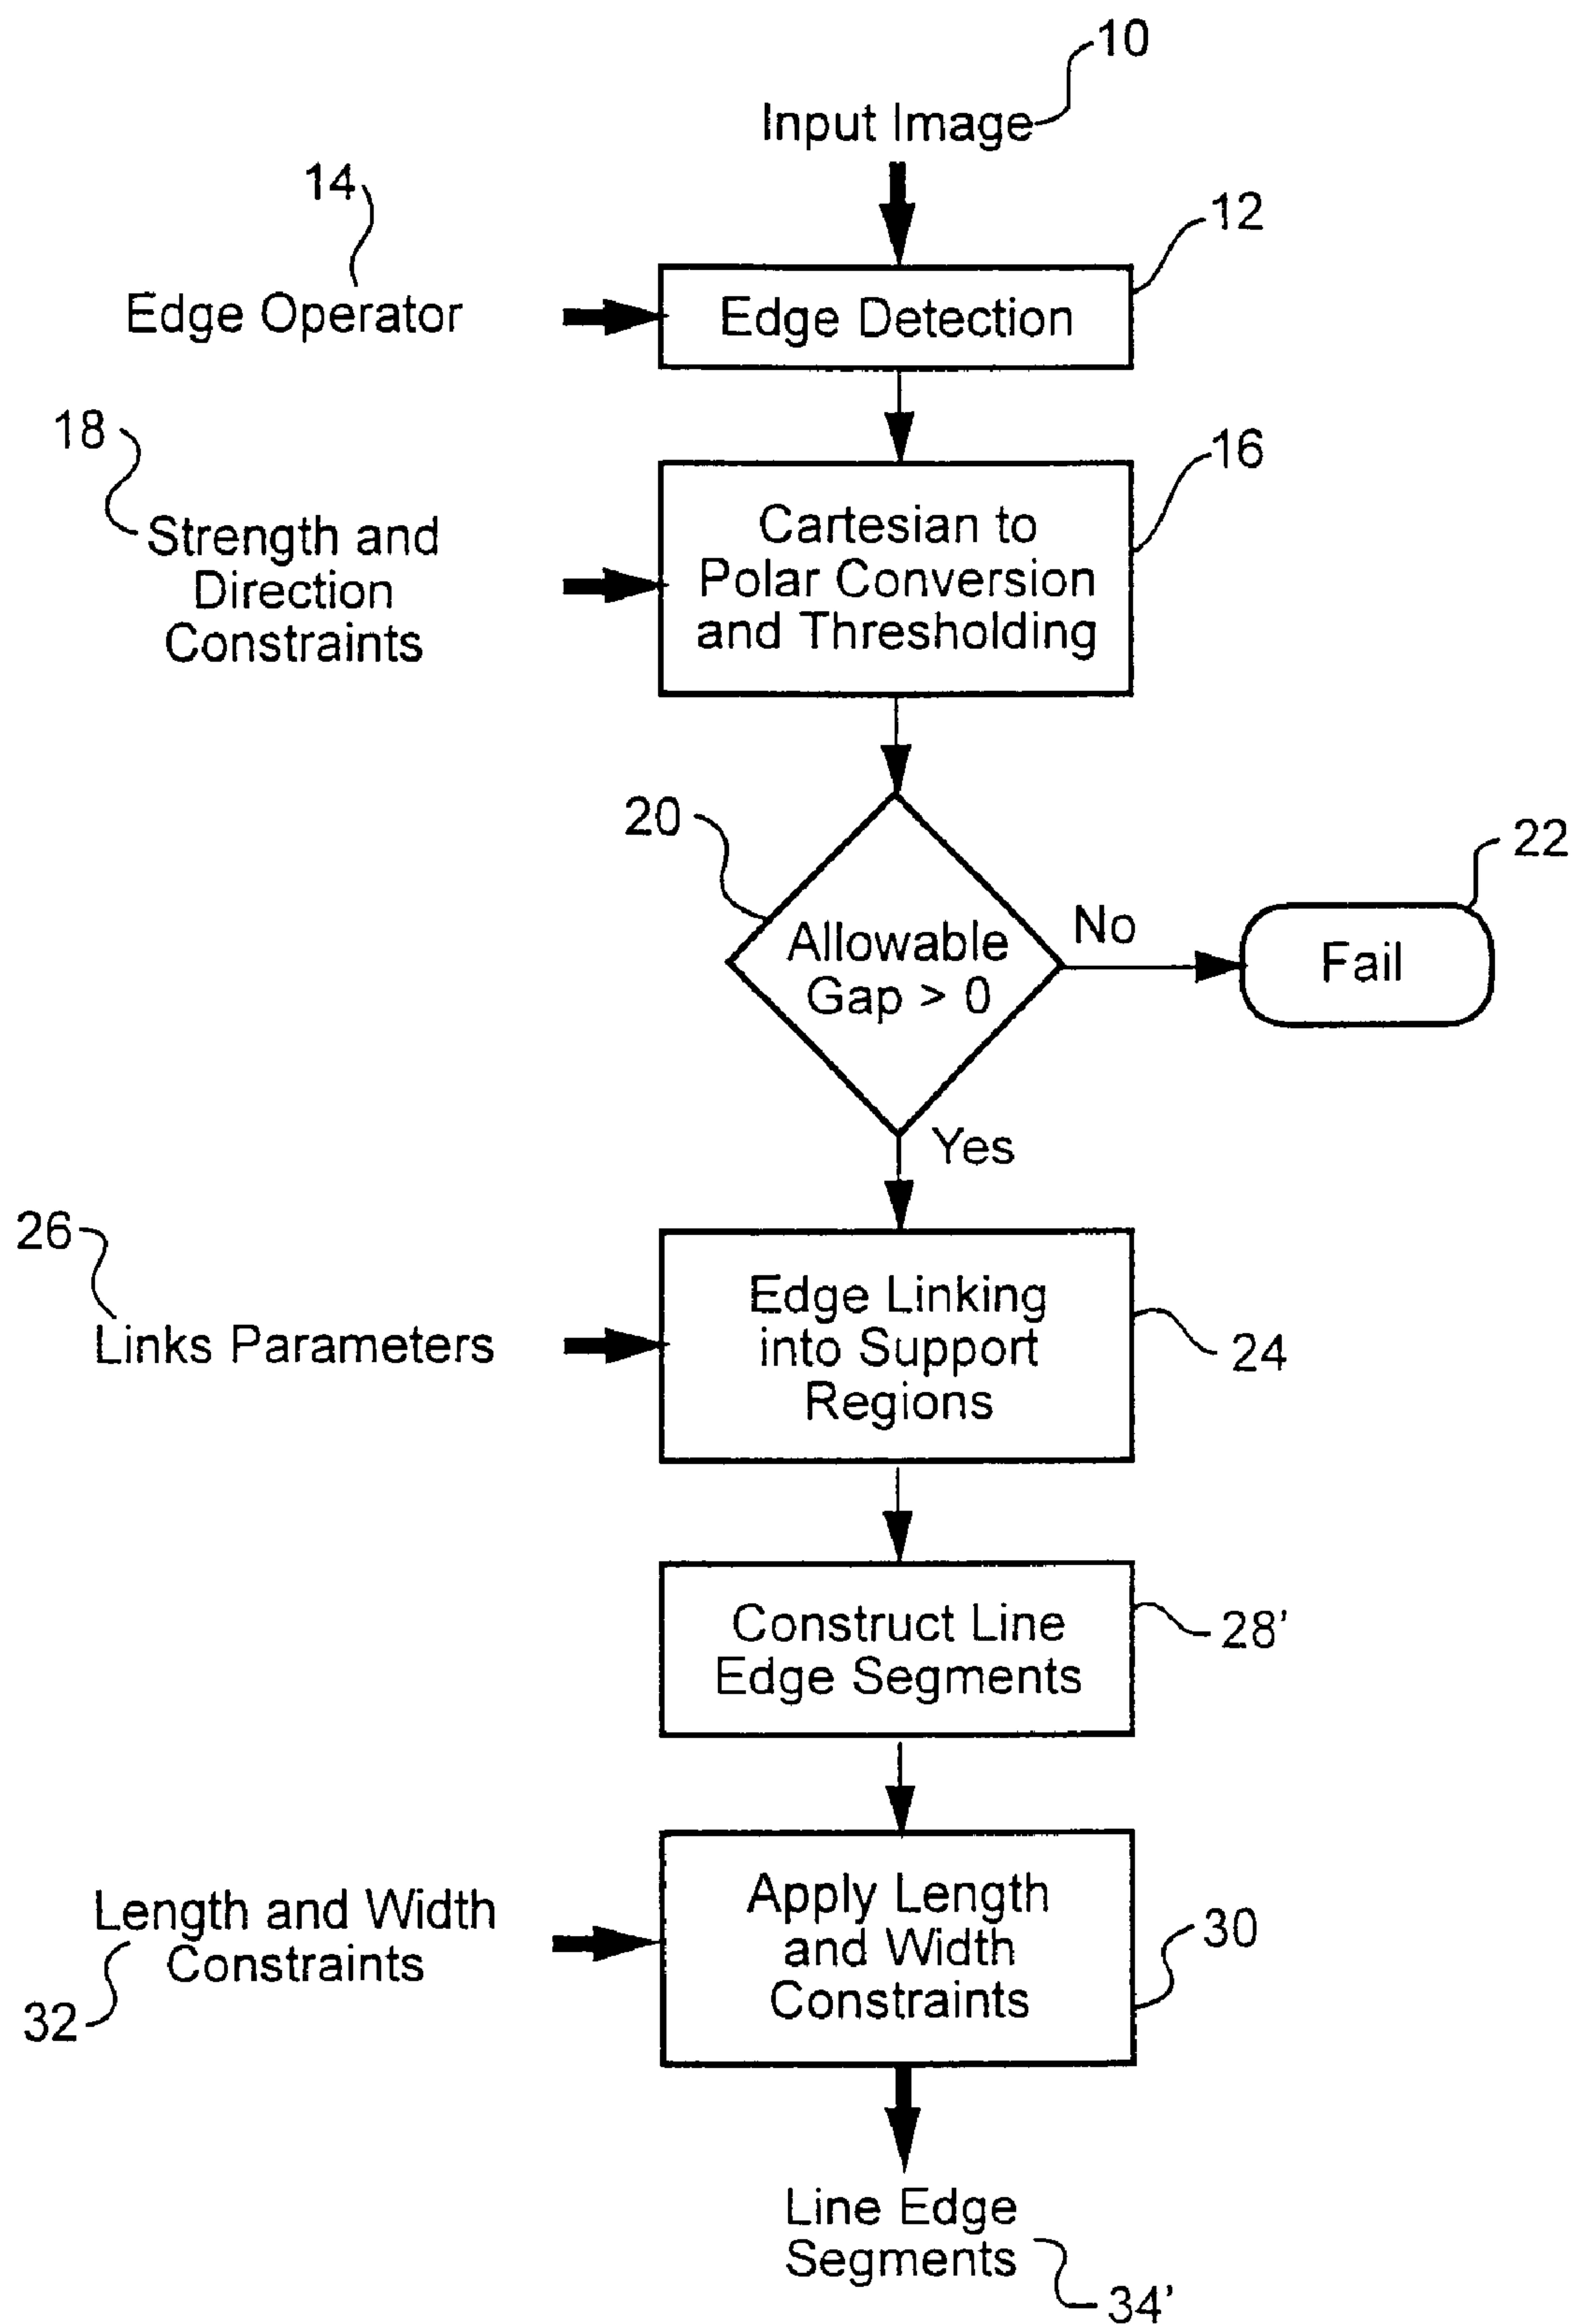 10
Input Image
14
12
Edge Operator
Edge Detection
18
16
Strength and
Direction
Constraints
Cartesian to
Polar Conversion
and Thresholding
20
22
Allowable
Gap > 0
No
Fail
Yes
26
Links Parameters
Edge Linking
into Support
Regions
24
Construct Line
Edge Segments
28’
Length and Width
Constraints
32
Apply Length
and Width
Constraints
30
Line Edge
Segments
34’